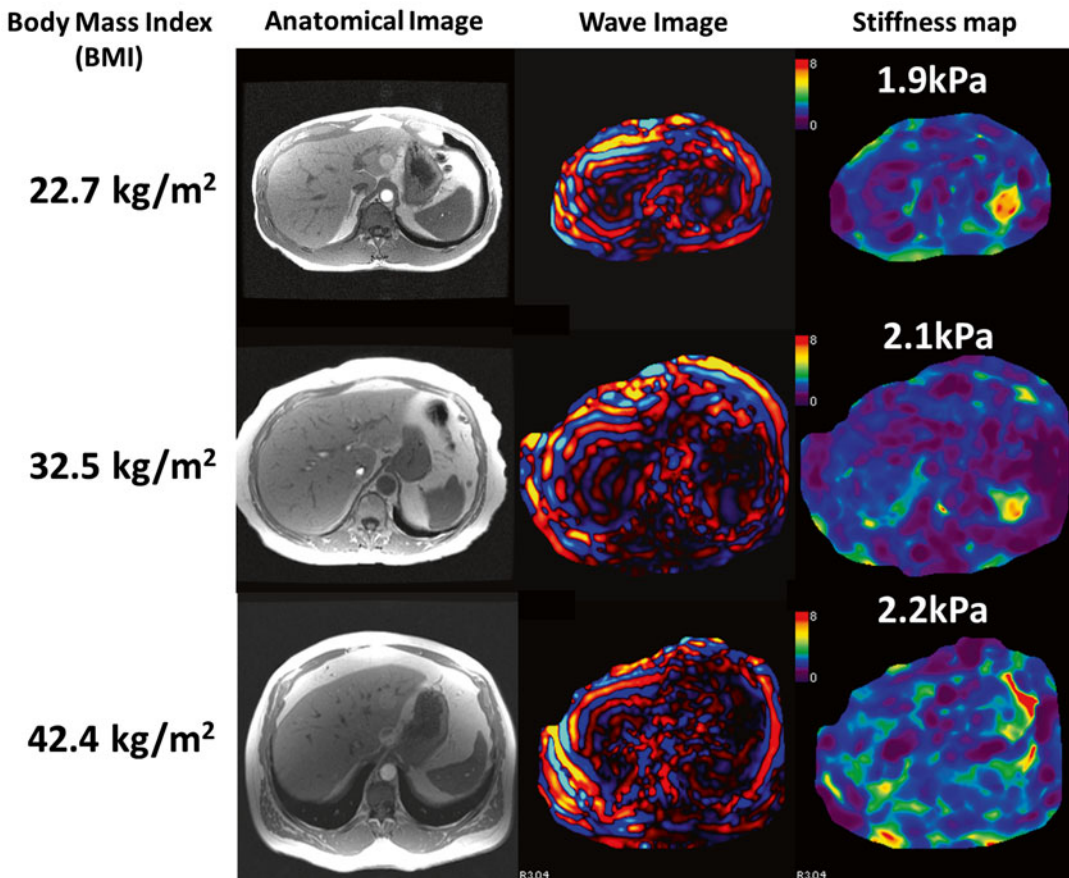 Body Mass Index
(BMI)
Anatomical Image
Wave Image
Stiffness map
22.7 kg/m²
8
0
1.9kPa
32.5 kg/m²
8
0
2.1kPa
42.4 kg/m²
8
0
2.2kPa
R304
R304